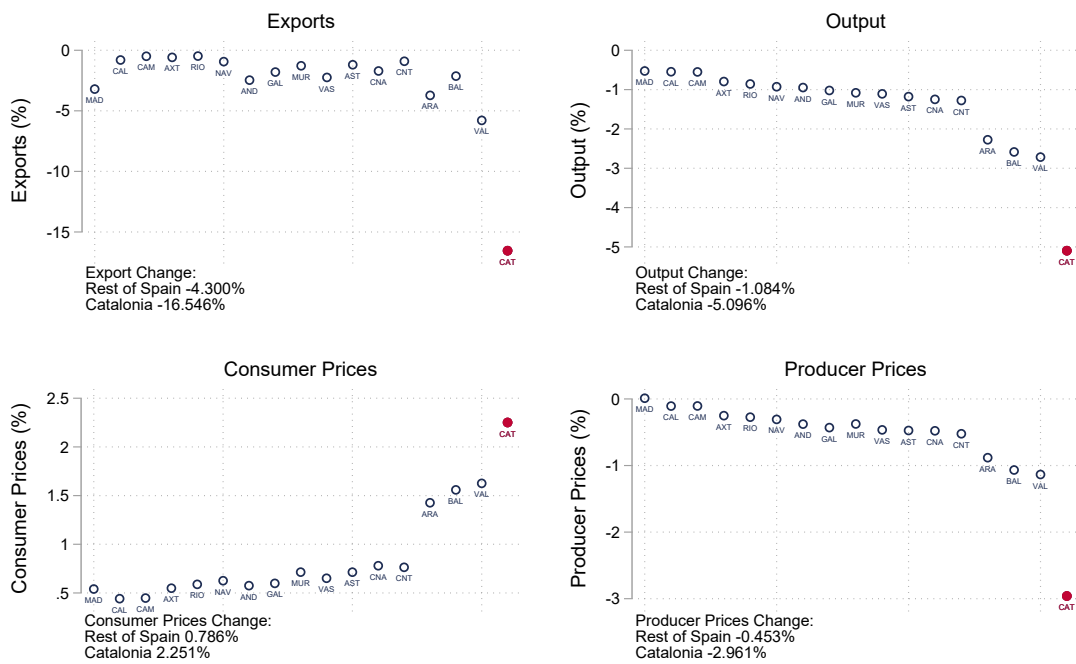 Exports
Exports (%)
0
-5
-10
-15
MAD
CAL
CAM
AXT
RIO
NAV
AND
GAL
MUR
VAS
AST
CNA
CNT
ARA
BAL
VAL
CAT
Export Change:
Rest of Spain -4.300%
Catalonia -16.546%
Output
Output (%)
0
-1
-2
-3
-4
-5
MAD
CAL
CAM
AXT
RIO
NAV
AND
GAL
MUR
VAS
AST
CNA
CNT
ARA
BAL
VAL
CAT
Output Change:
Rest of Spain -1.084%
Catalonia -5.096%
Consumer Prices
Consumer Prices (%)
2.5
2
1.5
1
.5
MAD
CAL
CAM
AXT
RIO
NAV
AND
GAL
MUR
VAS
AST
CNA
CNT
ARA
BAL
VAL
CAT
Consumer Prices Change:
Rest of Spain 0.786%
Catalonia 2.251%
Producer Prices
Producer Prices (%)
0
-1
-2
-3
MAD
CAL
CAM
AXT
RIO
NAV
AND
GAL
MUR
VAS
AST
CNA
CNT
ARA
BAL
VAL
CAT
Producer Prices Change:
Rest of Spain -0.453%
Catalonia -2.961%